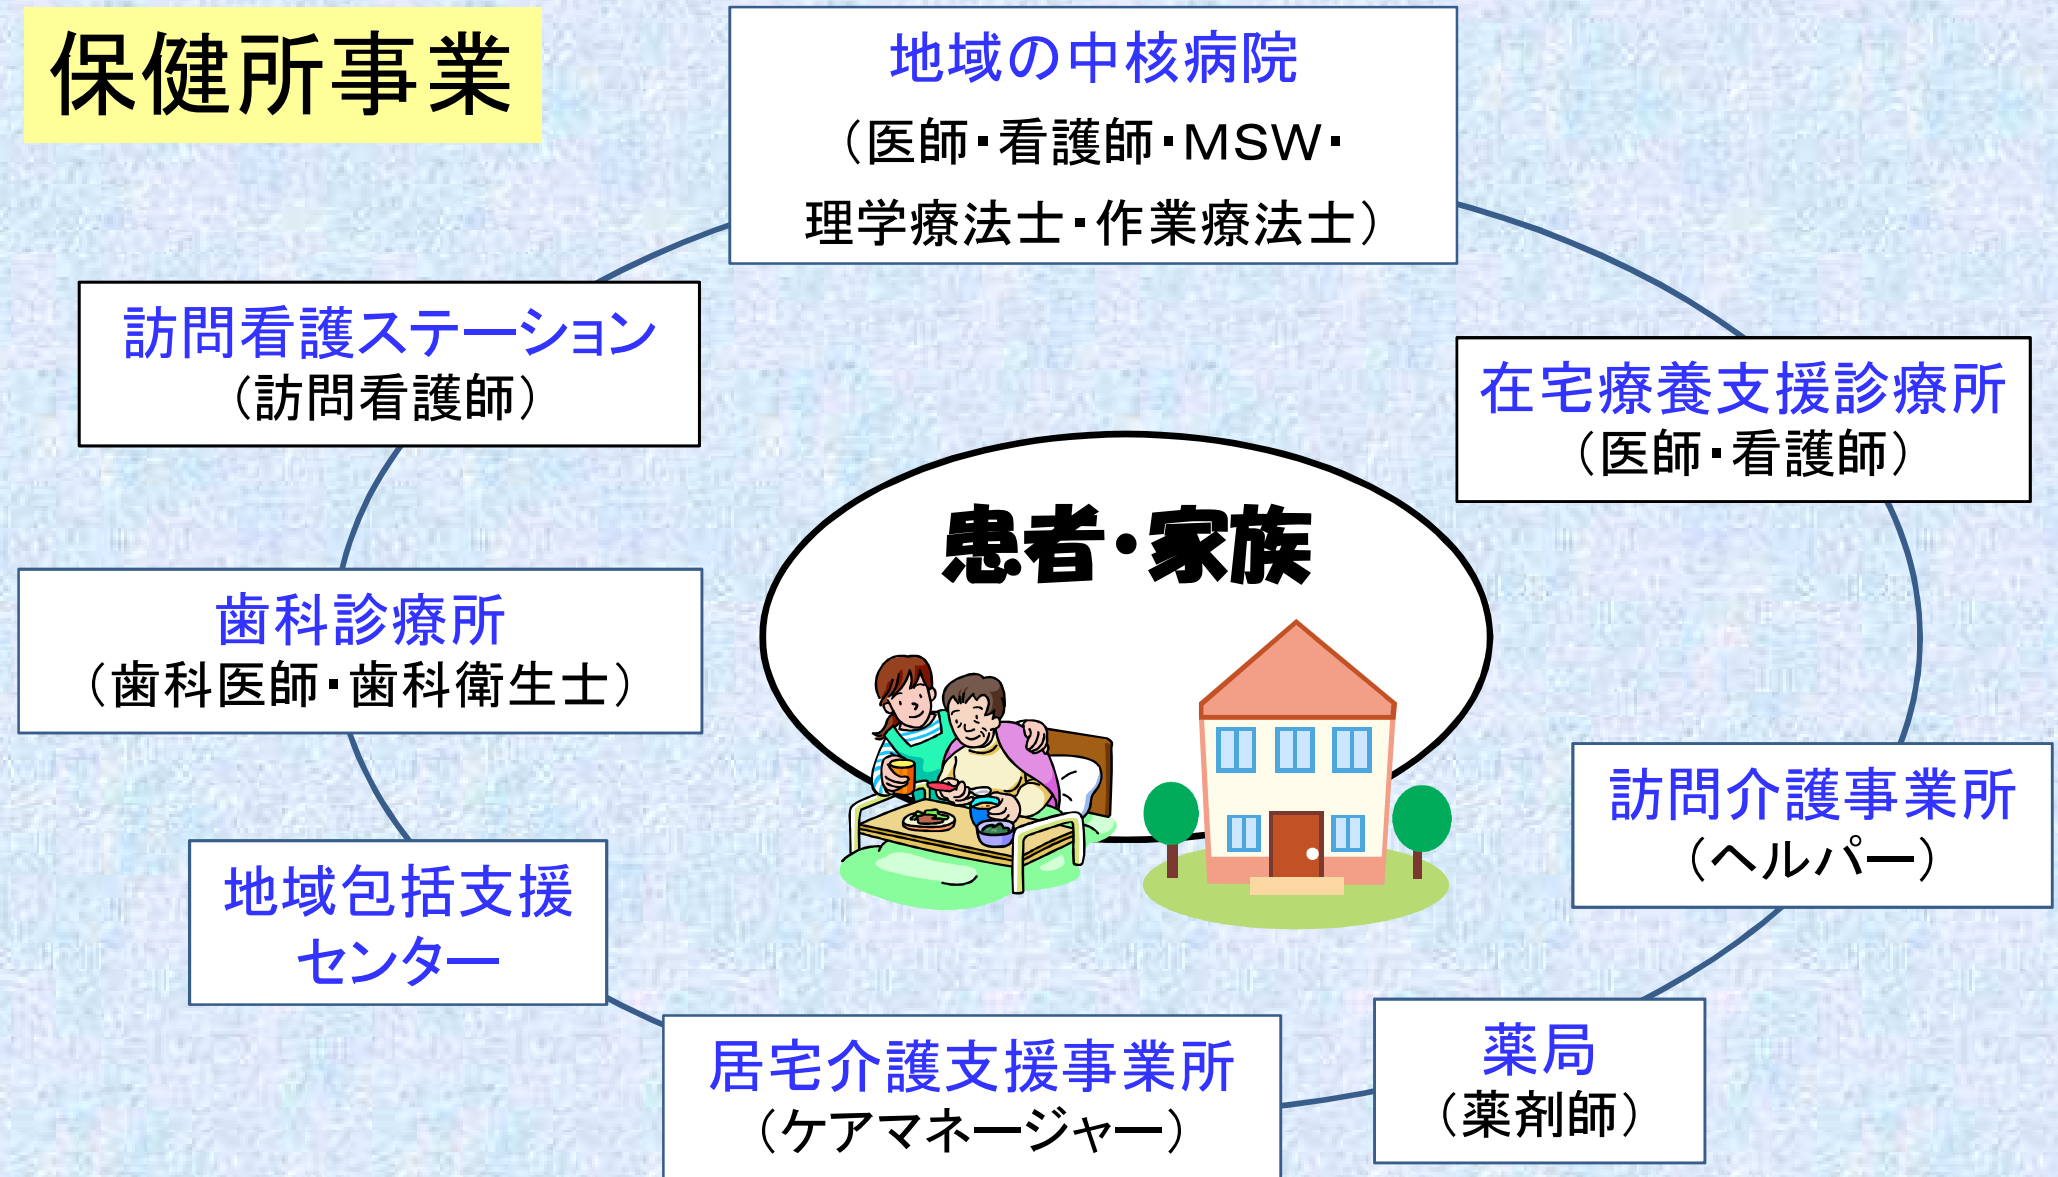 保健所事業
地域の中核病院
（医師・看護師・MSW・
理学療法士・作業療法士）
訪問看護ステーション
（訪問看護師）
在宅療養支援診療所
（医師・看護師）
患者・家族
歯科診療所
（歯科医師・歯科衛生士）
訪問介護事業所
（ヘルパー）
地域包括支援
センター
居宅介護支援事業所
（ケアマネージャー）
薬局
（薬剤師）